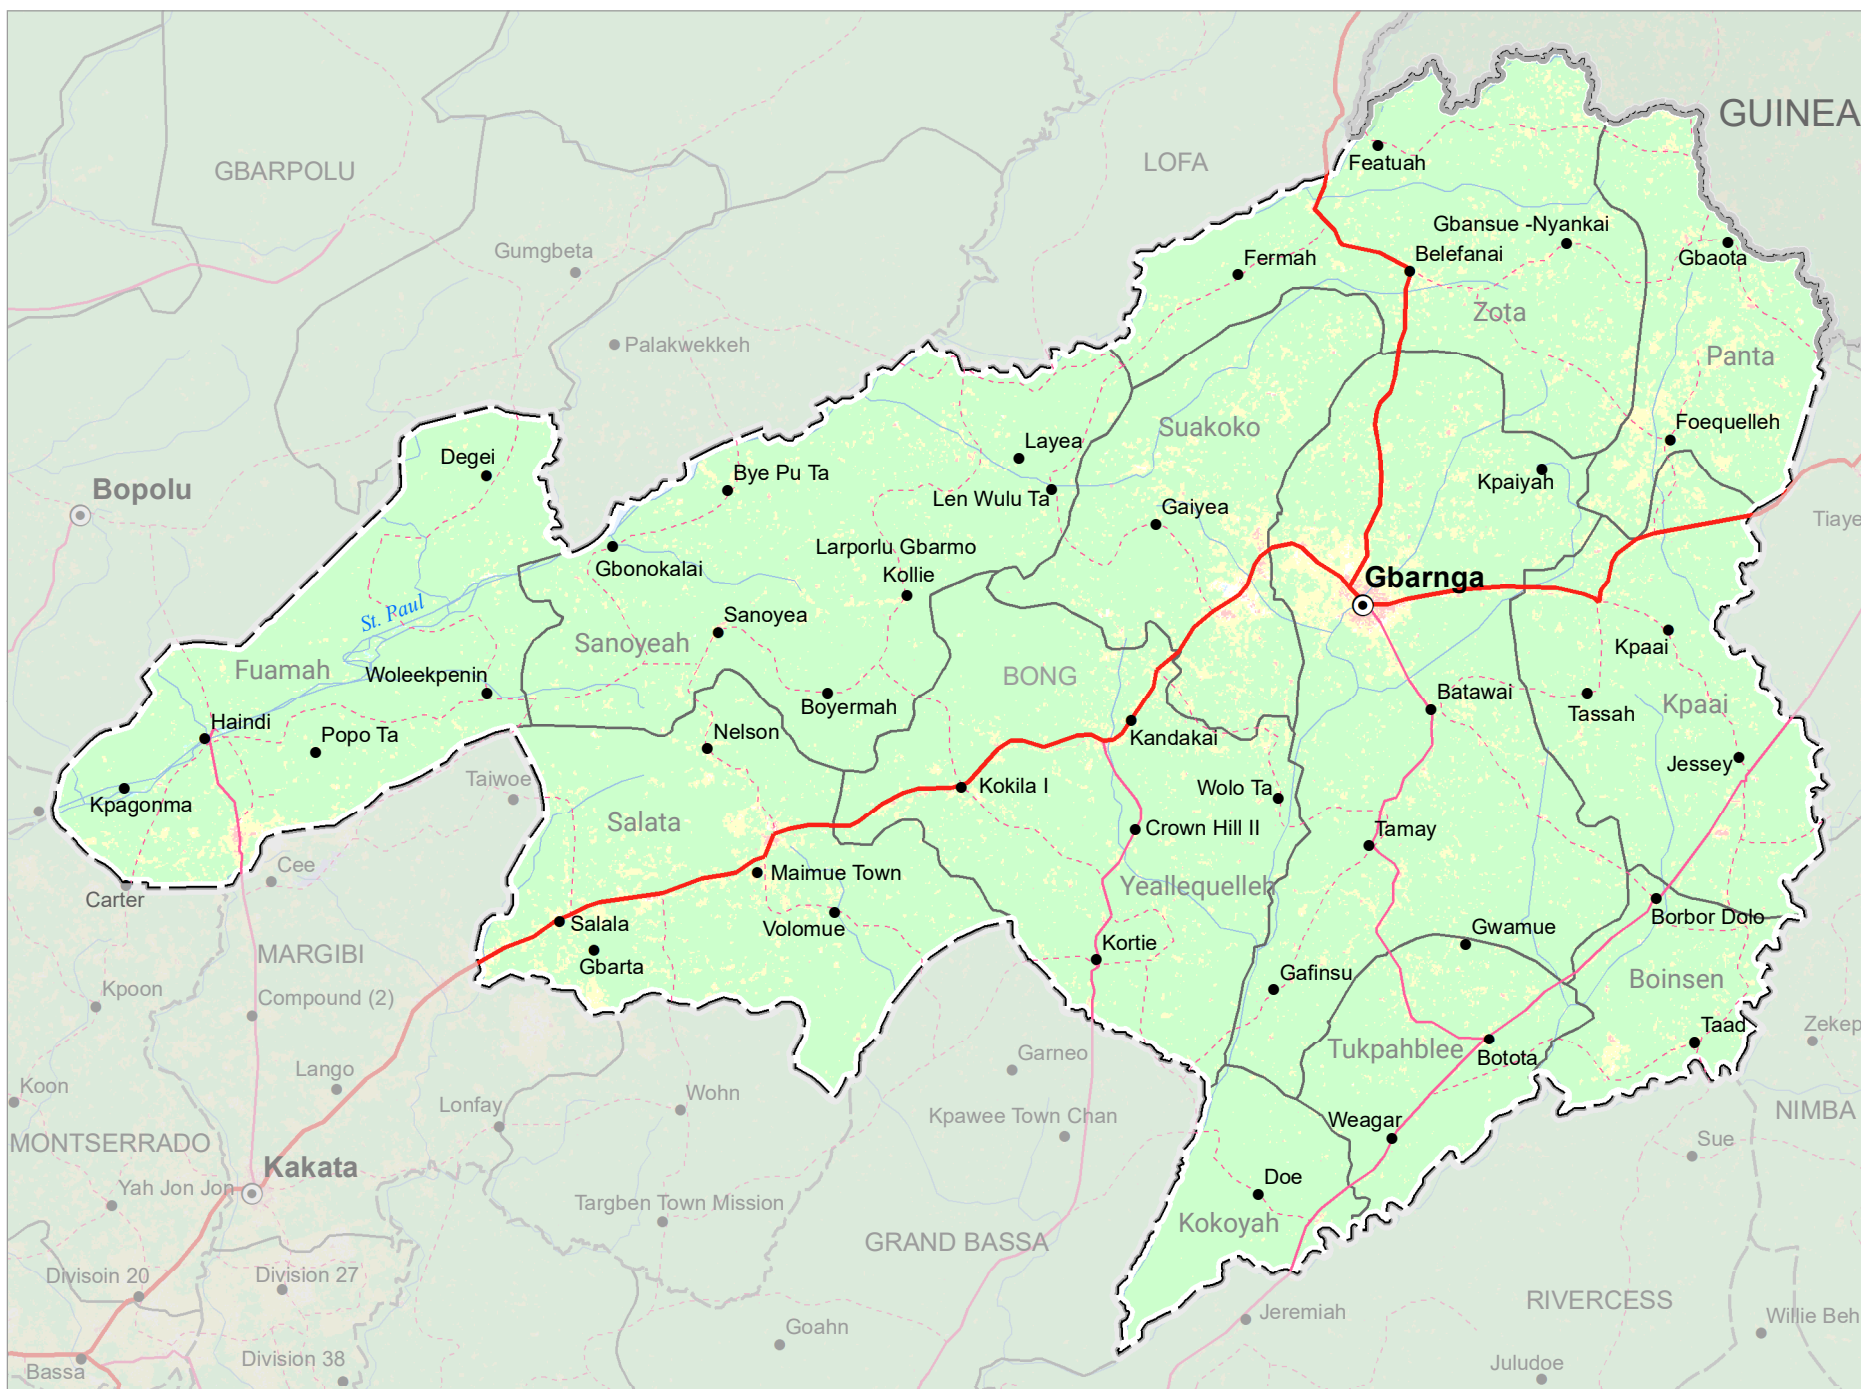 GUINEA
LOFA
Featuah
GBARPOLU
Gbansue -Nyankai
Gumgbeta
Fermah
Belefanai
Gbaota
Zota
Palakwekkeh
Panta
Suakoko
Foequelleh
Layea
Degei
Bye Pu Ta
Kpaiyah
Bopolu
Len Wulu Ta
Gaiyea
Tiaye
Larporlu Gbarmo
Kollie
Gbonokalai
Gbarnga
St. Paul
Sanoyea
Sanoyeah
Kpaai
Fuamah
Woleekpenin
BONG
Batawai
Kpaai
Boyermah
Tassah
Haindi
Nelson
Popo Ta
Kandakai
Jessey
Taiwoe
Kokila I
Wolo Ta
Kpagonma
Salata
Crown Hill II
Tamay
Cee
Maimue Town
Yeallequelleh
Carter
Borbor Dolo
Salala
Volomue
Gwamue
Kortie
MARGIBI
Gbarta
Gafinsu
Boinsen
Kpoon
Compound (2)
Taad
Zekep
Garneo
Tukpahblee
Botota
Lango
Koon
Wohn
Lonfay
Kpawee Town Chan
NIMBA
Weagar
MONTSERRADO
Sue
Kakata
Doe
Yah Jon Jon
Targben Town Mission
Kokoyah
GRAND BASSA
Divisoin 20
Division 27
RIVERCESS
Jeremiah
Willie Beh
Goahn
Division 38
Juludoe
Bassa